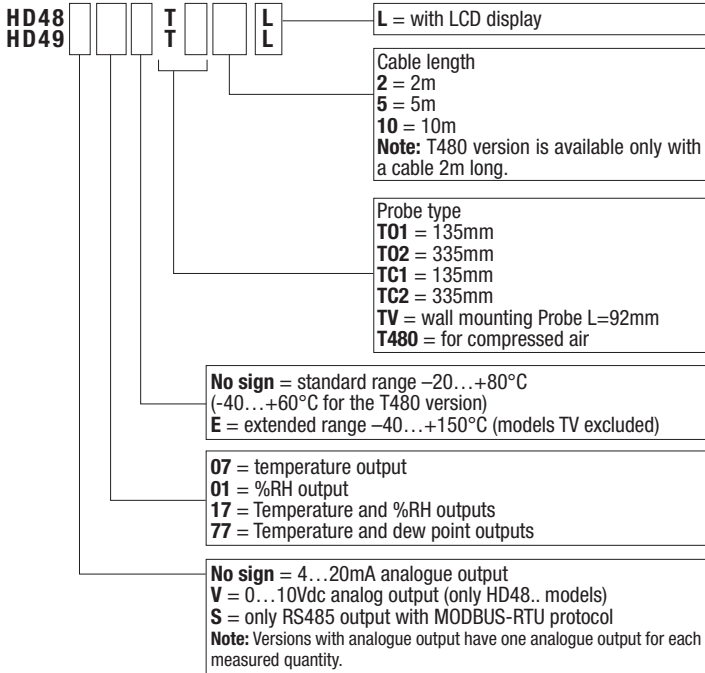 HD48 T L
HD49 T L
L = with LCD display
Cable length
2 = 2m
5 = 5m
10 = 10m
Note: T480 version is available only with
a cable 2m long.
Probe type
TO1 = 135mm
TO2 = 335mm
TC1 = 135mm
TC2 = 335mm
TV = wall mounting Probe L=92mm
T480 = for compressed air
No sign = standard range –20…+80°C
(-40…+60°C for the T480 version)
E = extended range –40…+150°C (models TV excluded)
07 = temperature output
01 = %RH output
17 = Temperature and %RH outputs
77 = Temperature and dew point outputs
No sign = 4…20mA analogue output
V = 0…10Vdc analog output (only HD48.. models)
S = only RS485 output with MODBUS-RTU protocol
Note: Versions with analogue output have one analogue output for each
measured quantity.